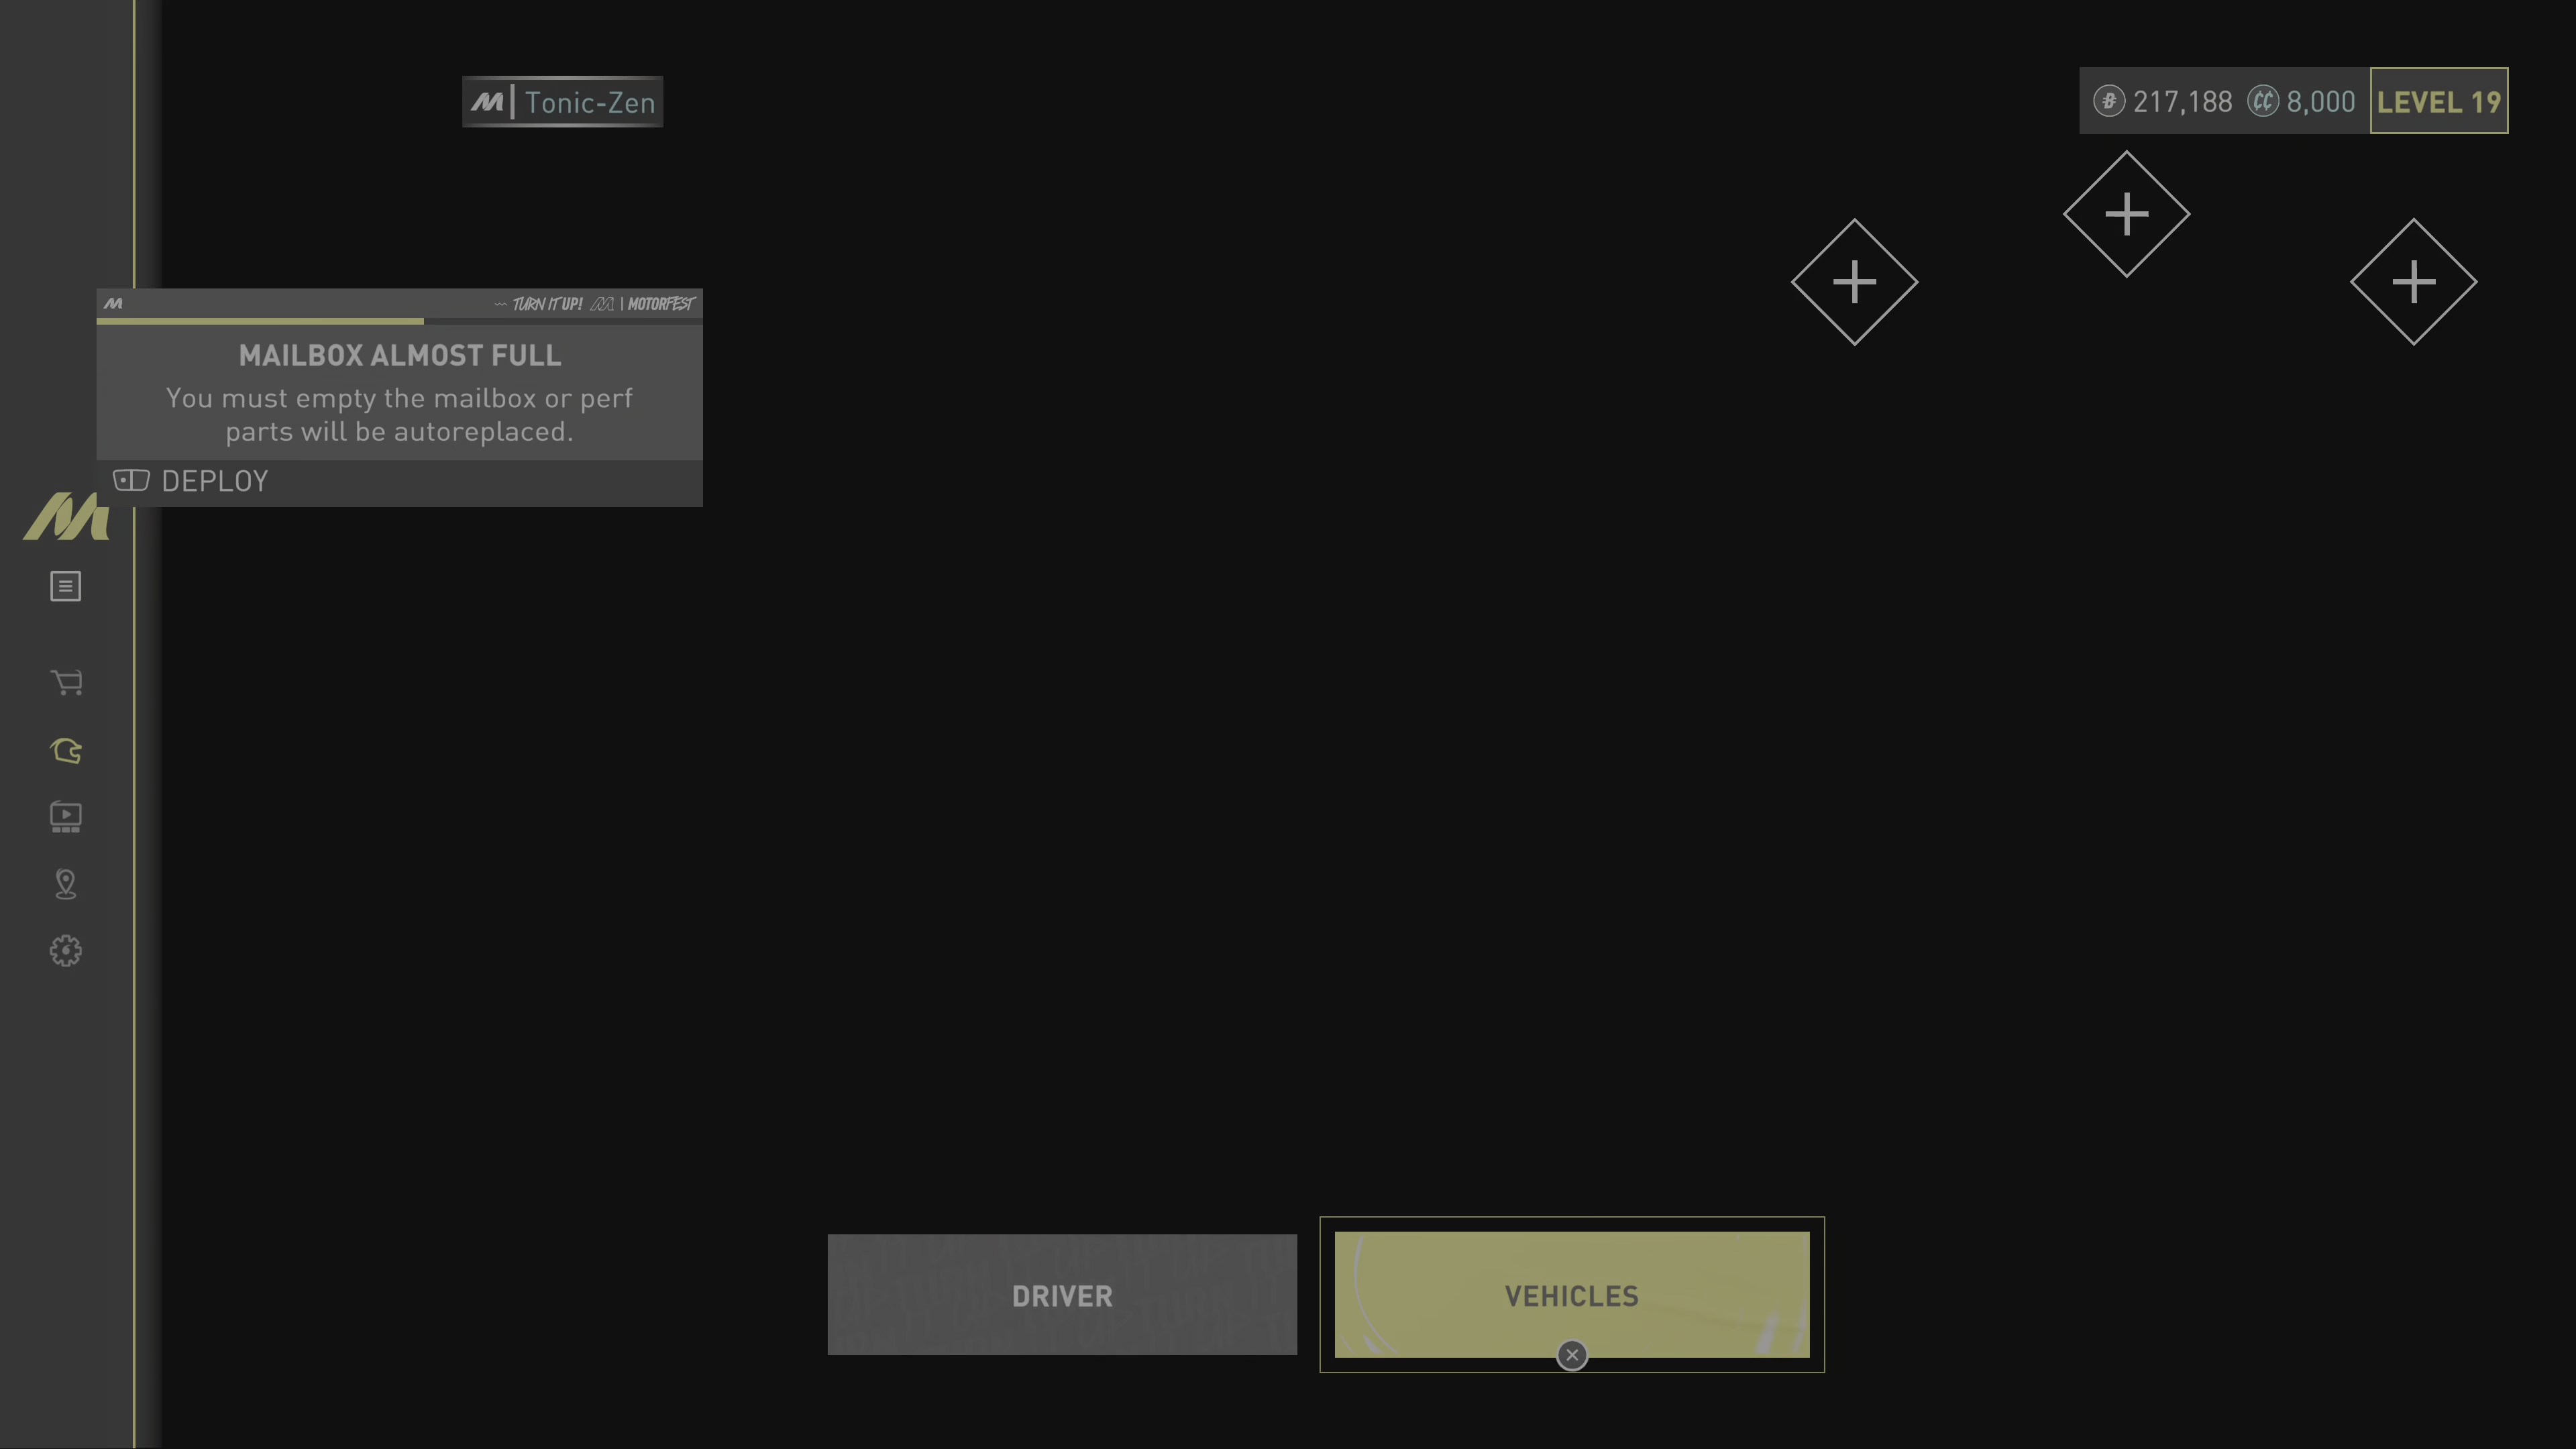 Tonic-Zen
217,188 8,000 LEVEL 19
TURN IT UP! MOTORFEST
MAILBOX ALMOST FULL
You must empty the mailbox or perf
parts will be autoreplaced.
DEPLOY
DRIVER
VEHICLES